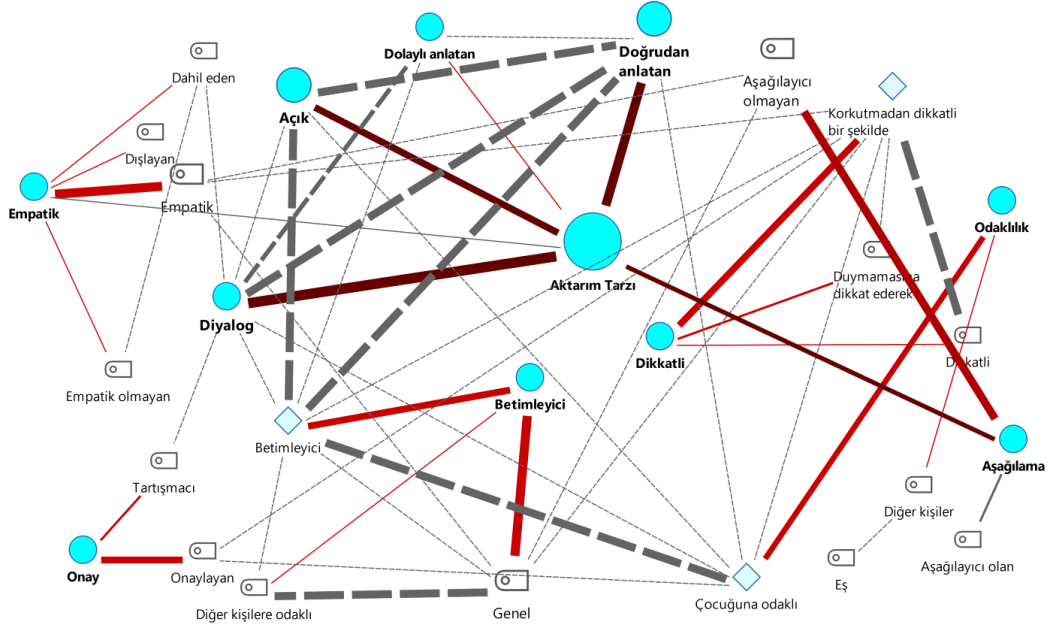 Dolaylı anlatan
Doğrudan
anlatan
Dahil eden
Açık
Aşağılayıcı
olmayan
Korkutmadan dikkatli
bir şekilde
Dışlayan
Empatik
Empatik
Odaklılık
Aktarım Tarzı
Duymamasına
dikkat ederek
Diyalog
Dikkatli
Dikkatli
Empatik olmayan
Betimleyici
Betimleyici
Aşağılama
Tartışmacı
Diğer kişiler
Onay
Onaylayan
Aşağılayıcı olan
Eş
Diğer kişilere odaklı
Genel
Çocuğuna odaklı